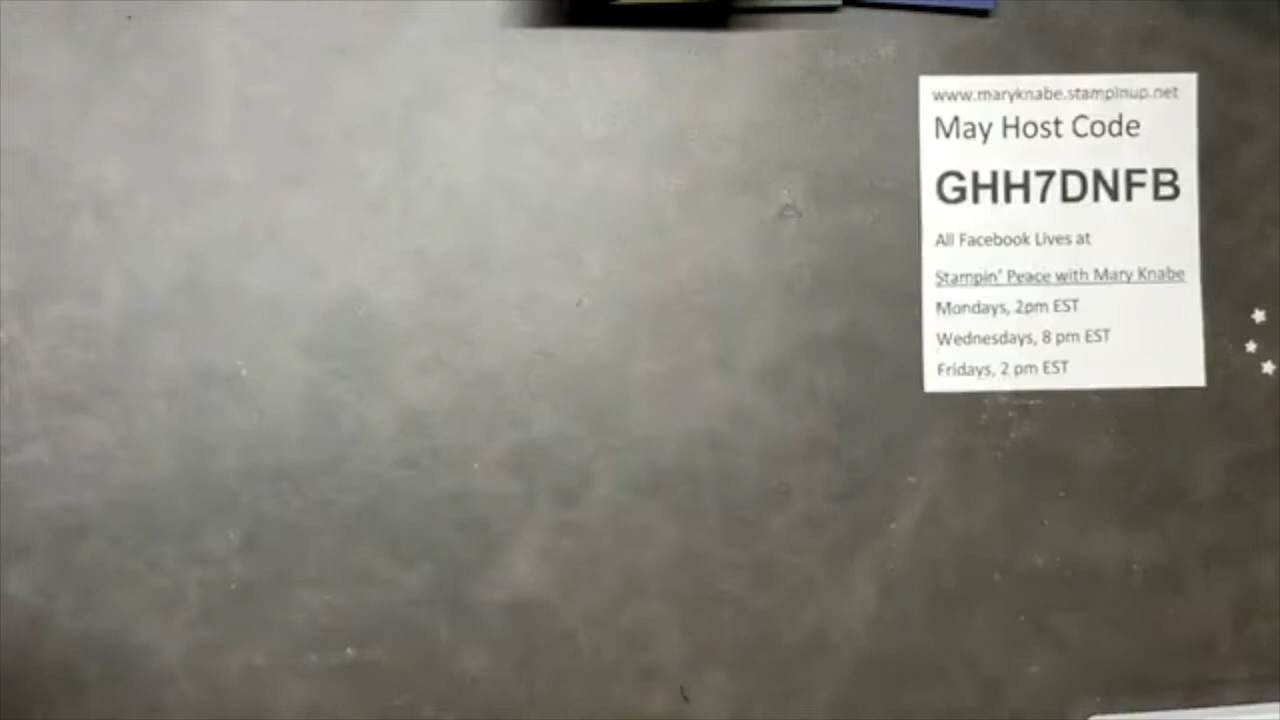 www.maryknabe.stampinup.net
May Host Code
GHH7DNFB
All Facebook Lives at
Stampin' Peace with Mary Knabe
Mondays, 2pm EST
Wednesdays, 8 pm EST
Fridays, 2 pm EST